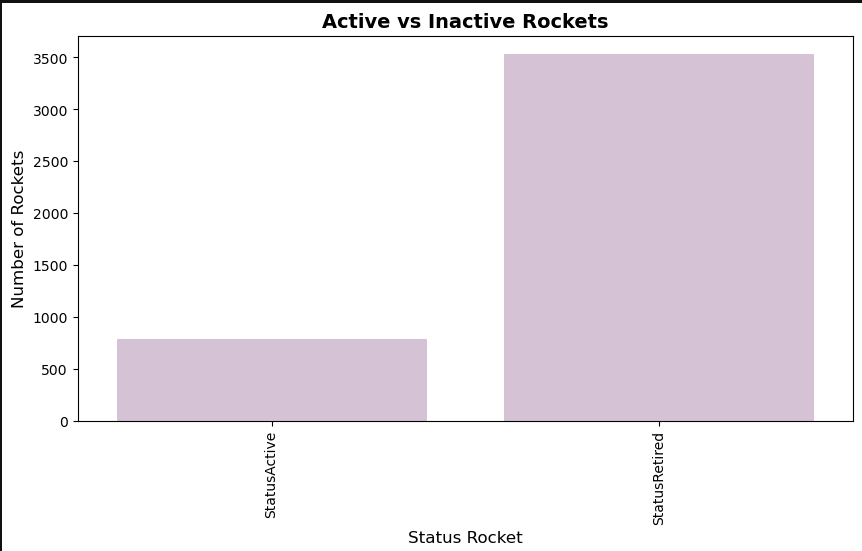 Active vs Inactive Rockets
Number of Rockets
3500
3000
2500
2000
1500
1000
500
0
StatusActive
StatusRetired
Status Rocket